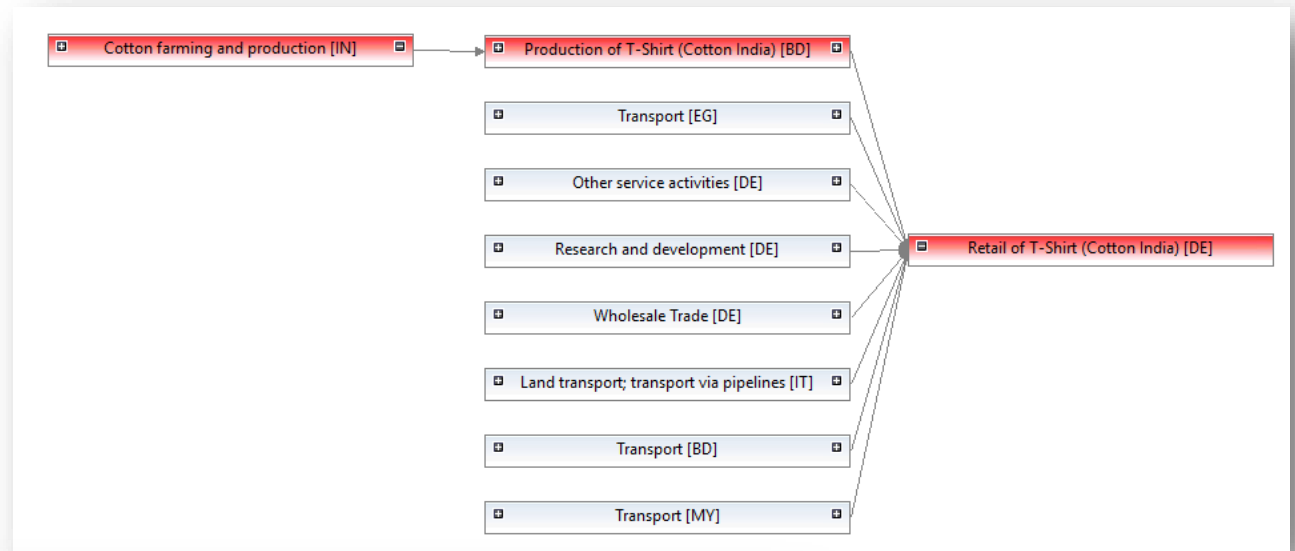 Cotton farming and production [IN]
Production of T-Shirt (Cotton India) [BD]
Transport [EG]
Other service activities [DE]
Research and development [DE]
Retail of T-Shirt (Cotton India) [DE]
Wholesale Trade [DE]
Land transport; transport via pipelines [IT]
Transport [BD]
Transport [MY]